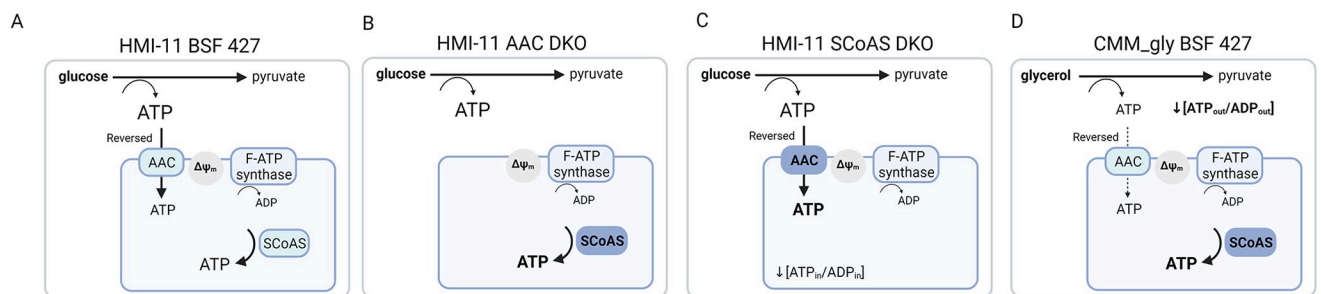 A
HMI-11 BSF 427
glucose pyruvate
ATP
Reversed
AAC Δψm F-ATP synthase
ATP ADP
SCoAS
ATP
B
HMI-11 AAC DKO
glucose pyruvate
ATP
Δψm F-ATP synthase
ADP
SCoAS
ATP
C
HMI-11 SCoAS DKO
glucose pyruvate
ATP
Reversed
AAC Δψm F-ATP synthase
ATP ADP
↓[ATPin/ADPin]
D
CMM_gly BSF 427
glycerol pyruvate
ATP ↓[ATPout/ADPout]
Reversed
AAC Δψm F-ATP synthase
ATP ADP
SCoAS
ATP